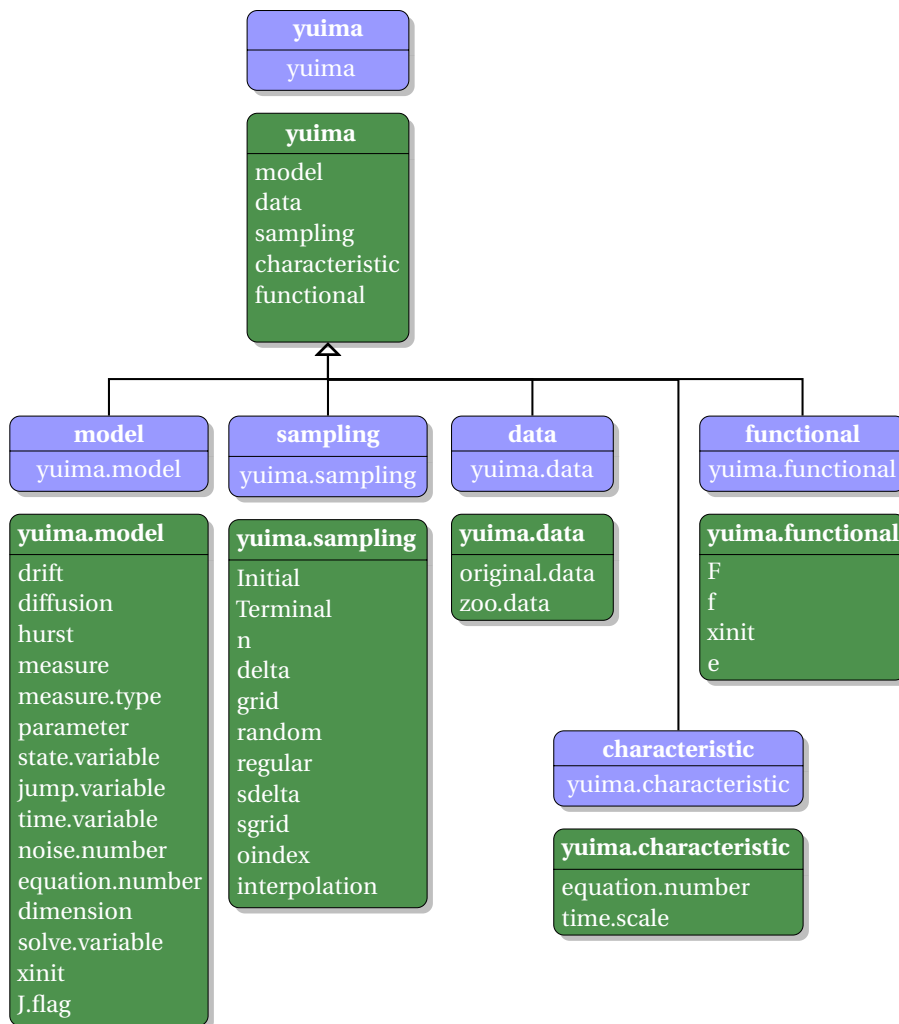 yuima
yuima
yuima
model
data
sampling
characteristic
functional
model
yuima.model
yuima.model
drift
diffusion
hurst
measure
measure.type
parameter
state.variable
jump.variable
time.variable
noise.number
equation.number
dimension
solve.variable
xinit
J.flag
sampling
yuima.sampling
yuima.sampling
Initial
Terminal
n
delta
grid
random
regular
sdelta
sgrid
oindex
interpolation
data
yuima.data
yuima.data
original.data
zoo.data
functional
yuima.functional
yuima.functional
F
f
xinit
e
characteristic
yuima.characteristic
yuima.characteristic
equation.number
time.scale